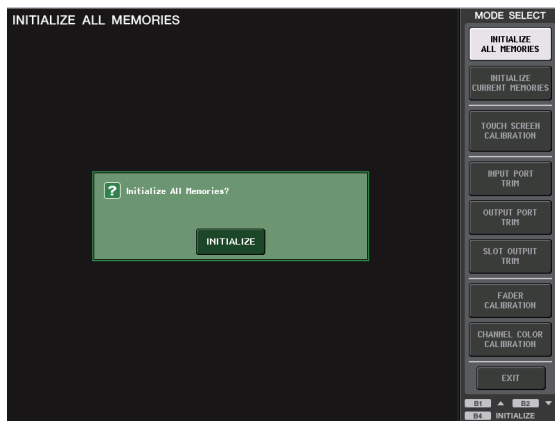 INITIALIZE ALL MEMORIES
MODE SELECT
INITIALIZE
ALL MEMORIES
INITIALIZE
CURRENT MEMORIES
TOUCH SCREEN
CALIBRATION
INPUT PORT
TRIM
OUTPUT PORT
TRIM
SLOT OUTPUT
TRIM
FADER
CALIBRATION
CHANNEL COLOR
CALIBRATION
EXIT
B1 ▲ B2 ▼
B4 INITIALIZE
? Initialize All Memories?
INITIALIZE